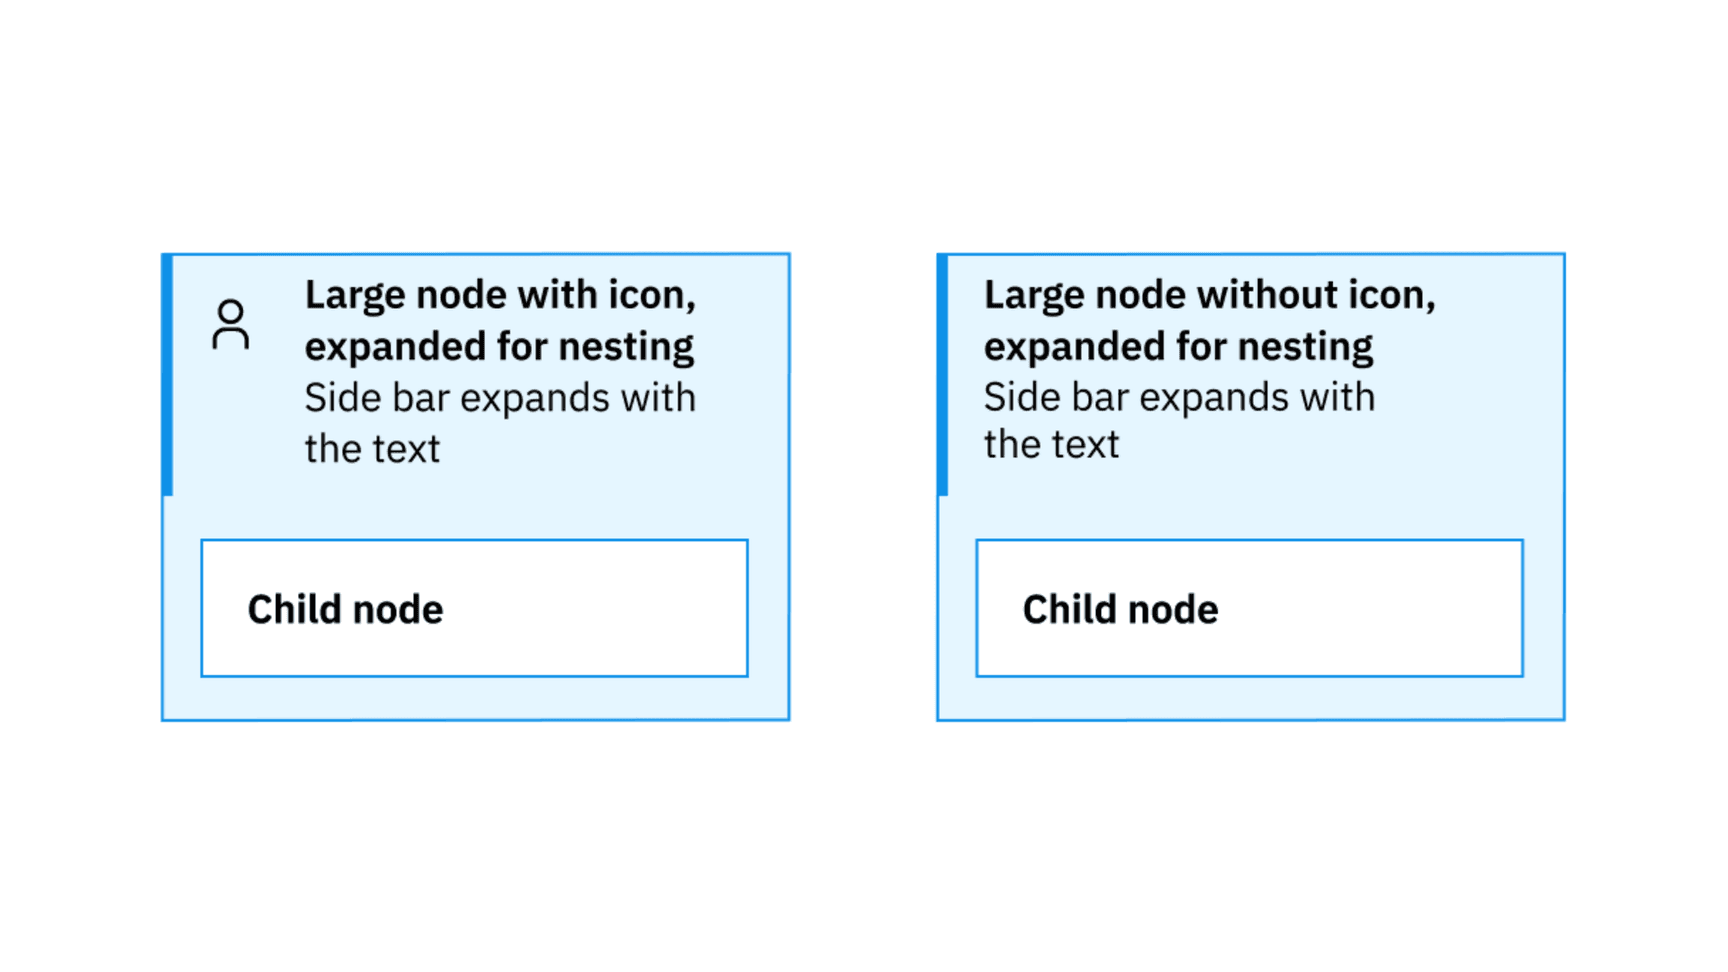 Large node with icon,
expanded for nesting
Side bar expands with
the text
Child node
Large node without icon,
expanded for nesting
Side bar expands with
the text
Child node